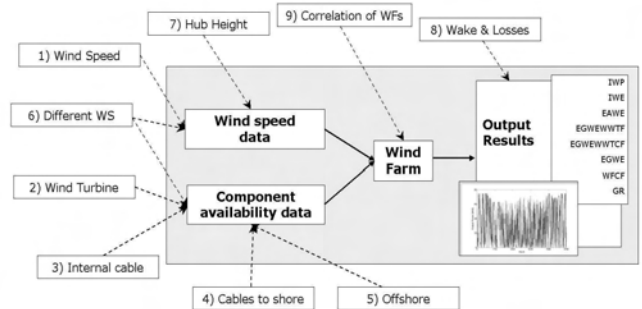 9) Correlation of WFs
7) Hub Height
8) Wake & Losses
1) Wind Speed
6) Different WS
2) Wind Turbine
3) Internal cable
4) Cables to shore
5) Offshore
Wind speed
data
Component
availability data
Wind
Farm
Output
Results
IWP
IWE
EAWE
EGWEWWTF
EGWEWWTCF
EGWE
WFCF
GR